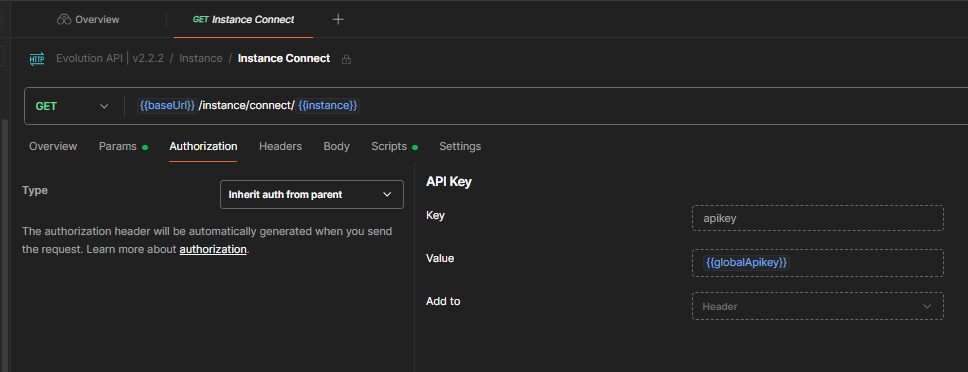 Overview
GET Instance Connect
HTTP Evolution API | v2.2.2 / Instance / Instance Connect
GET {{baseUrl}} /instance/connect/ {{instance}}
Overview Params Authorization Headers Body Scripts Settings
Type Inherit auth from parent
The authorization header will be automatically generated when you send
the request. Learn more about authorization.
API Key
Key apikey
Value {{globalApikey}}
Add to Header